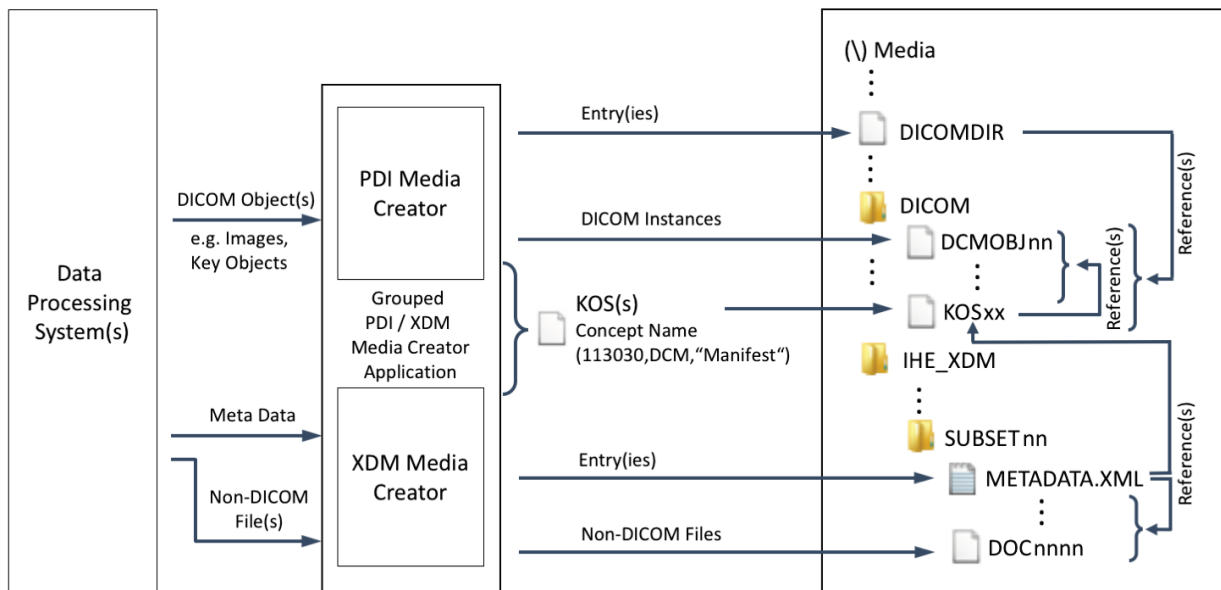 Data
Processing
System(s)
DICOM Object(s)
e.g. Images,
Key Objects
Meta Data
Non-DICOM
File(s)
PDI Media
Creator
Grouped
PDI / XDM
Media Creator
Application
XDM Media
Creator
Entry(ies)
DICOM Instances
KOS(s)
Concept Name
(113030,DCM,“Manifest“)
Entry(ies)
Non-DICOM Files
(\) Media
DICOMDIR
DICOM
DCMOBJnn
KOSxx
IHE_XDM
SUBSETnn
METADATA.XML
DOCnnnn
Reference(s)
Reference(s)
Reference(s)